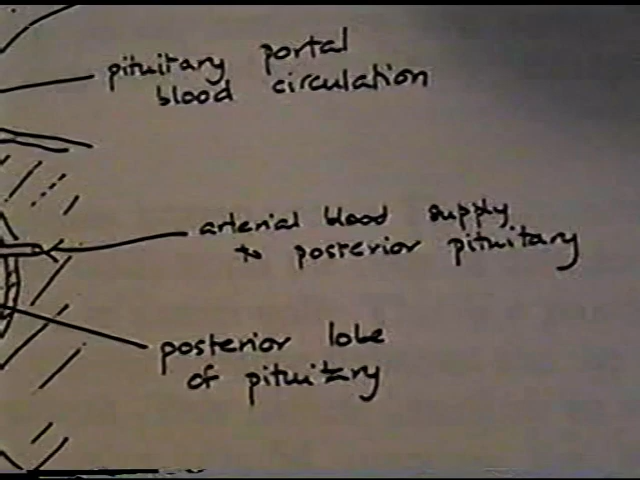 pituitary portal
blood circulation
arterial blood supply
to posterior pituitary
posterior lobe
of pituitary